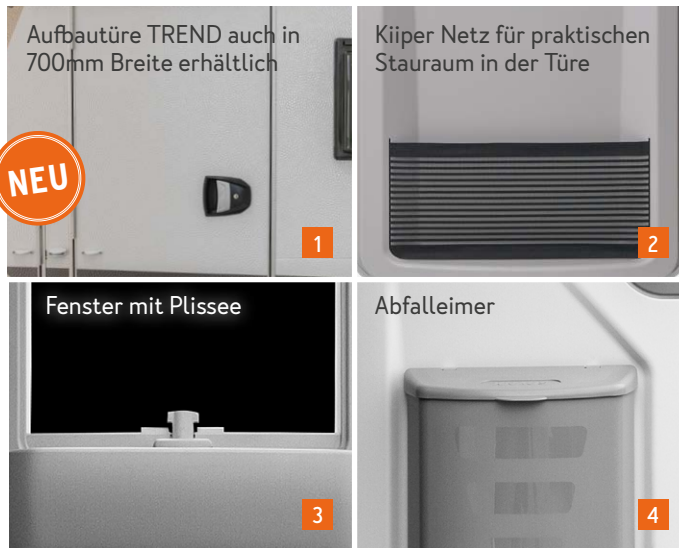 Aufbautüre TREND auch in
700mm Breite erhältlich
NEU
1
Kiiper Netz für praktischen
Stauraum in der Türe
2
Fenster mit Plissee
3
Abfalleimer
4